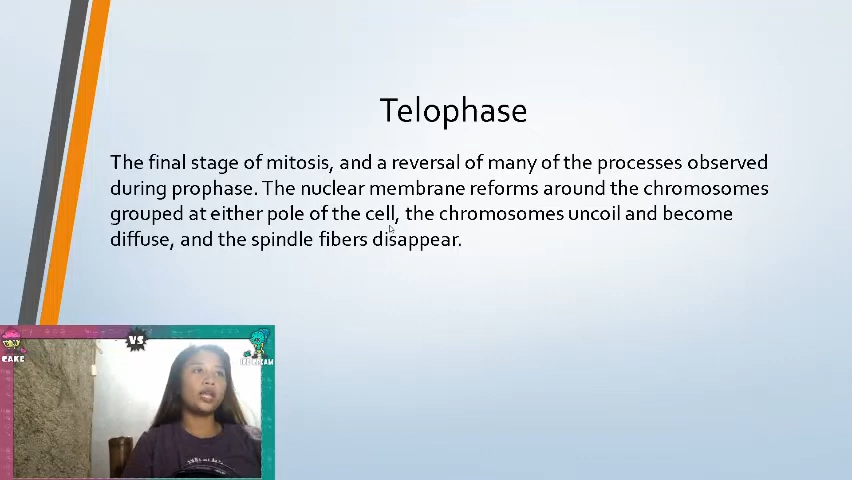 Telophase
The final stage of mitosis, and a reversal of many of the processes observed
during prophase. The nuclear membrane reforms around the chromosomes
grouped at either pole of the cell, the chromosomes uncoil and become
diffuse, and the spindle fibers disappear.
VS
CAKE